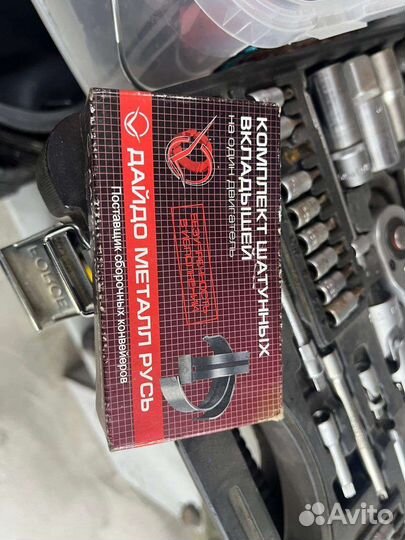 КОМПЛЕКТ ШАТУННЫХ
ВКЛАДЫШЕЙ
на один двигатель
ДАЙДО МЕТАЛЛ РУСЬ
Поставщик сборочных конвейеров
Avito